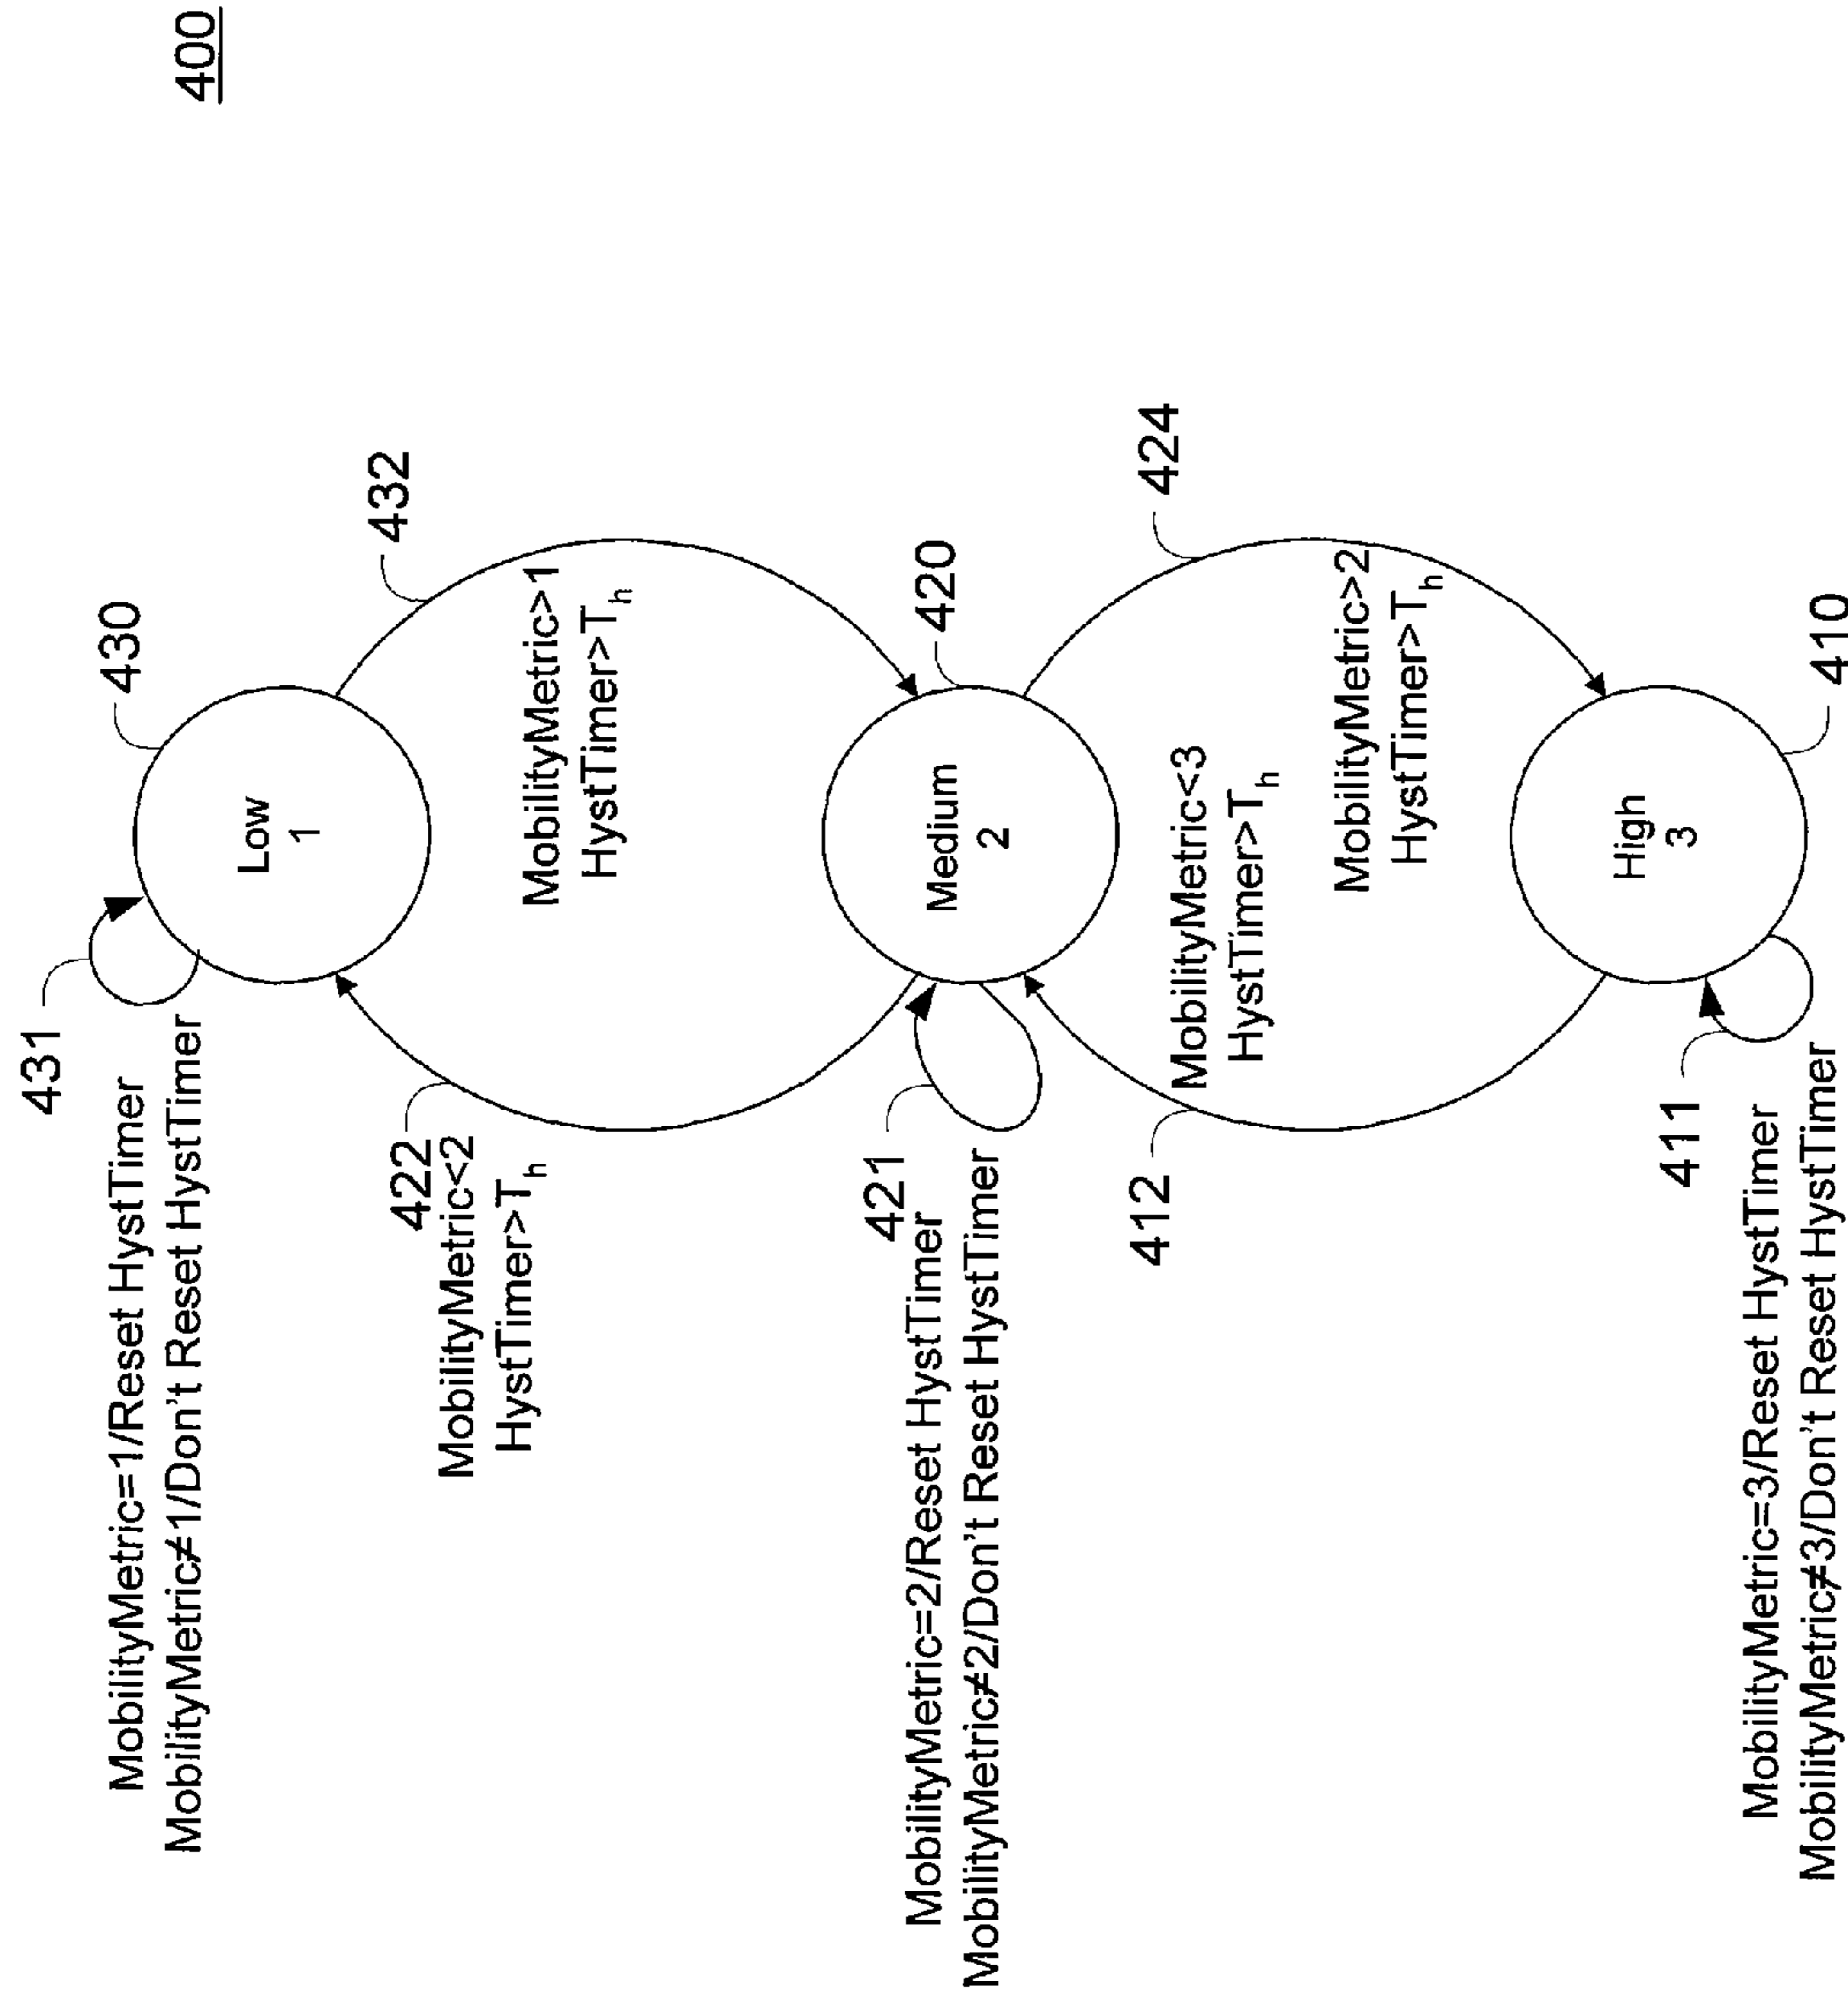 400
431
MobilityMetric=1/Reset HystTimer
MobilityMetric≠1/Don't Reset HystTimer
430
Low
1
432
422
MobilityMetric<2
HystTimer>Th
MobilityMetric>1
HystTimer>Th
421
MobilityMetric=2/Reset HystTimer
MobilityMetric≠2/Don't Reset HystTimer
420
Medium
2
424
412
MobilityMetric<3
HystTimer>Th
MobilityMetric>2
HystTimer>Th
High
3
410
411
MobilityMetric=3/Reset HystTimer
MobilityMetric≠3/Don't Reset HystTimer